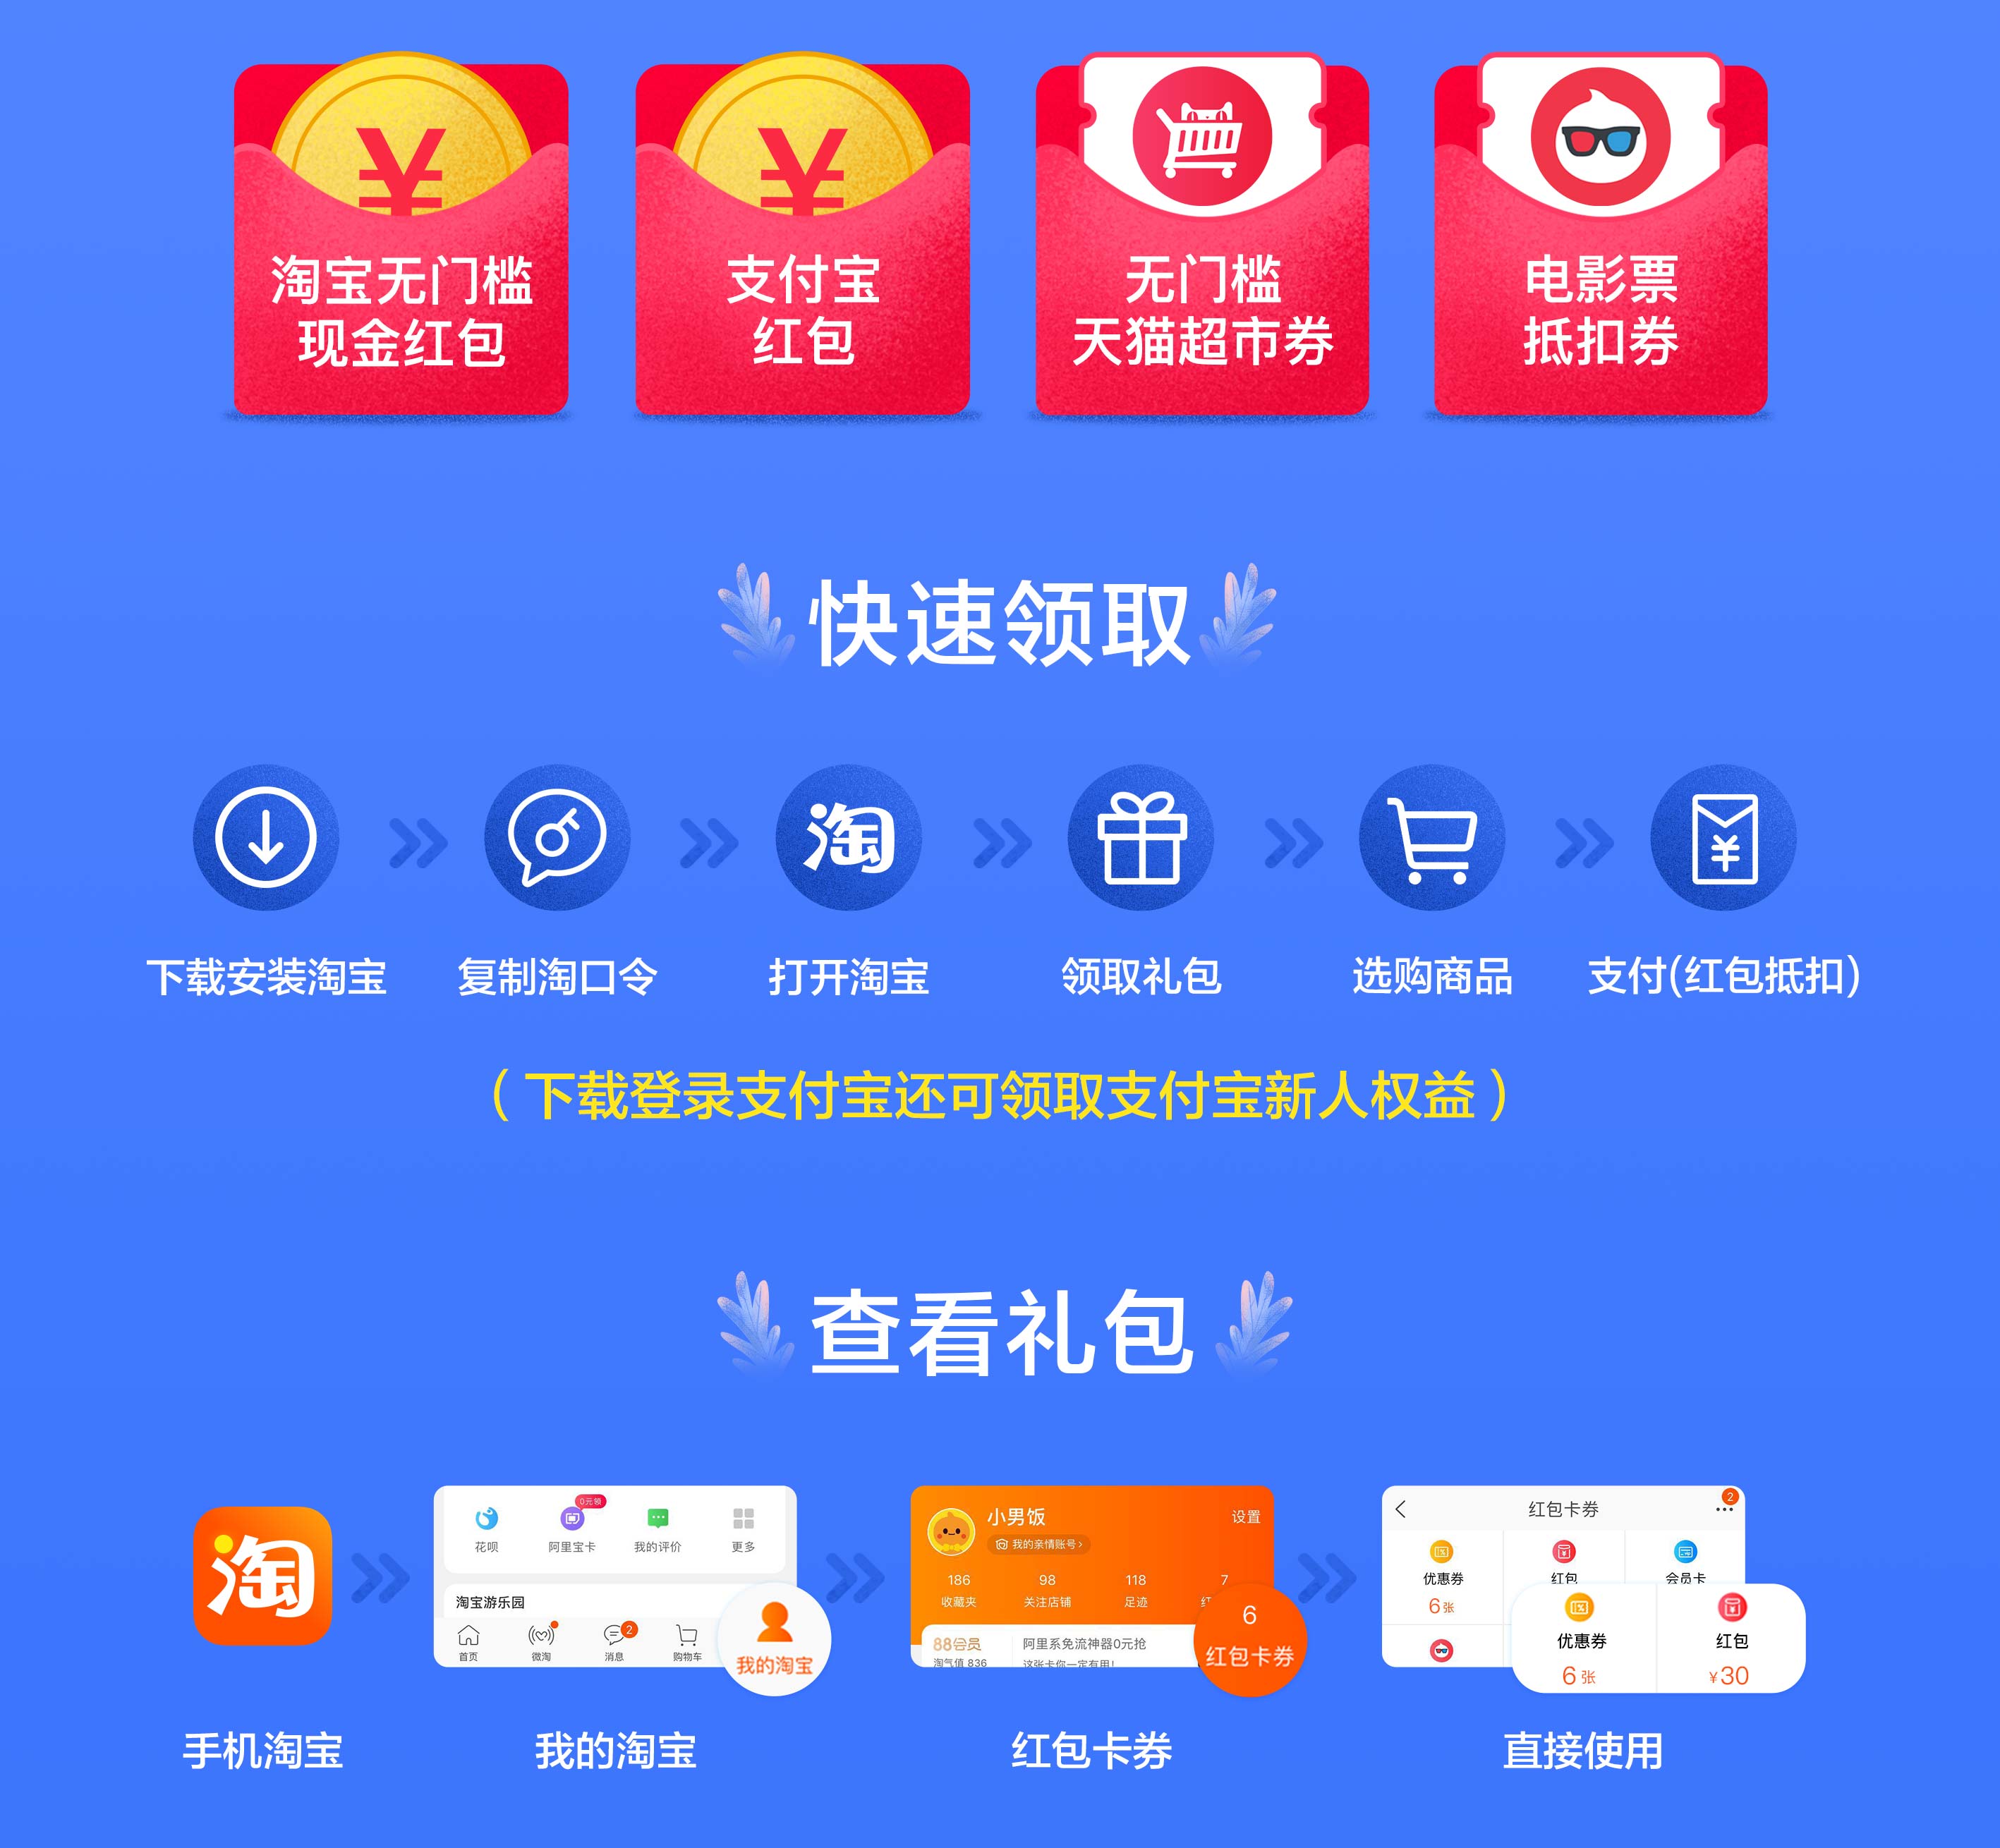 ¥
¥
淘宝无门槛
现金红包
支付宝
红包
无门槛
天猫超市券
电影票
抵扣券
快速领取
淘
¥
下载安装淘宝
复制淘口令
打开淘宝
领取礼包
选购商品
支付(红包抵扣)
（下载登录支付宝还可领取支付宝新人权益）
查看礼包
淘
0元领
花呗
阿里宝卡
我的评价
更多
淘宝游乐园
2
首页
微淘
消息
购物车
我的淘宝
小男饭
设置
我的亲情账号›
186
98
118
7
收藏夹
关注店铺
足迹
红
88会员
淘气值 836
阿里系免流神器0元抢
这张卡你一定有用!
6
红包卡券
红包卡券
2
优惠券
红包
会员卡
6张
优惠券
红包
6 张
¥30
手机淘宝
我的淘宝
红包卡券
直接使用